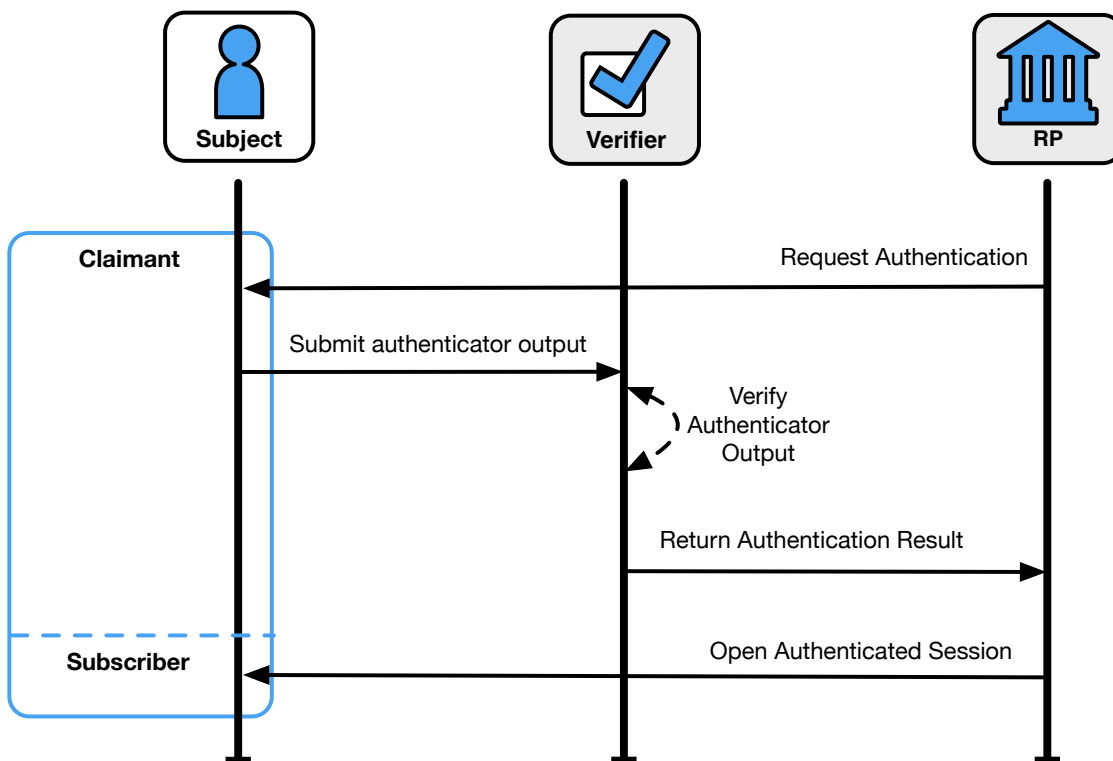 Subject
Verifier
RP
Claimant
Request Authentication
Submit authenticator output
Verify
Authenticator
Output
Return Authentication Result
Open Authenticated Session
Subscriber